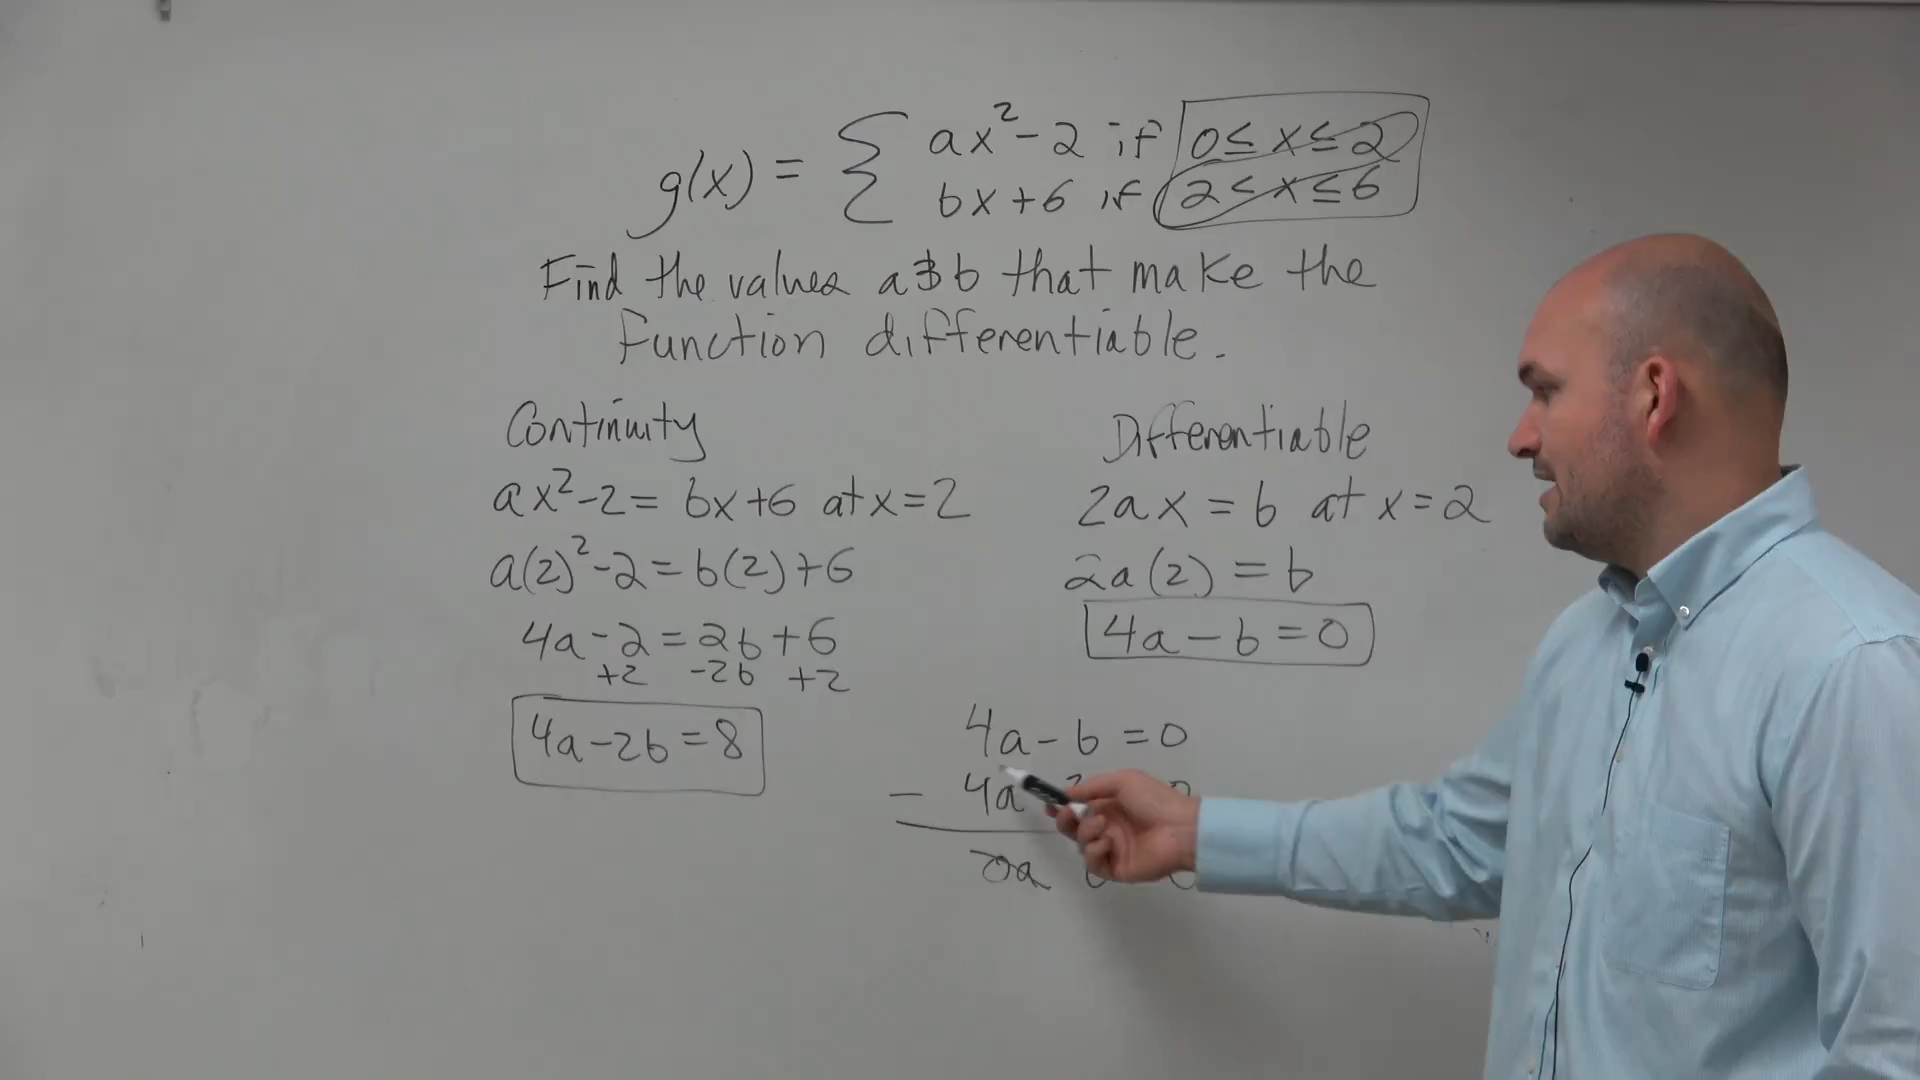 g(x) = { ax²-2 if 0≤x≤2
bx+6 if 2<x≤6
Find the values a & b that make the
function differentiable.
Continuity
ax²-2 = bx+6 at x=2
a(2)²-2 = b(2)+6
4a-2 = 2b+6
+2 -2b +2
4a-2b=8
Differentiable
2ax = b at x=2
2a(2) = b
4a-b=0
4a-b=0
- 4a
0a